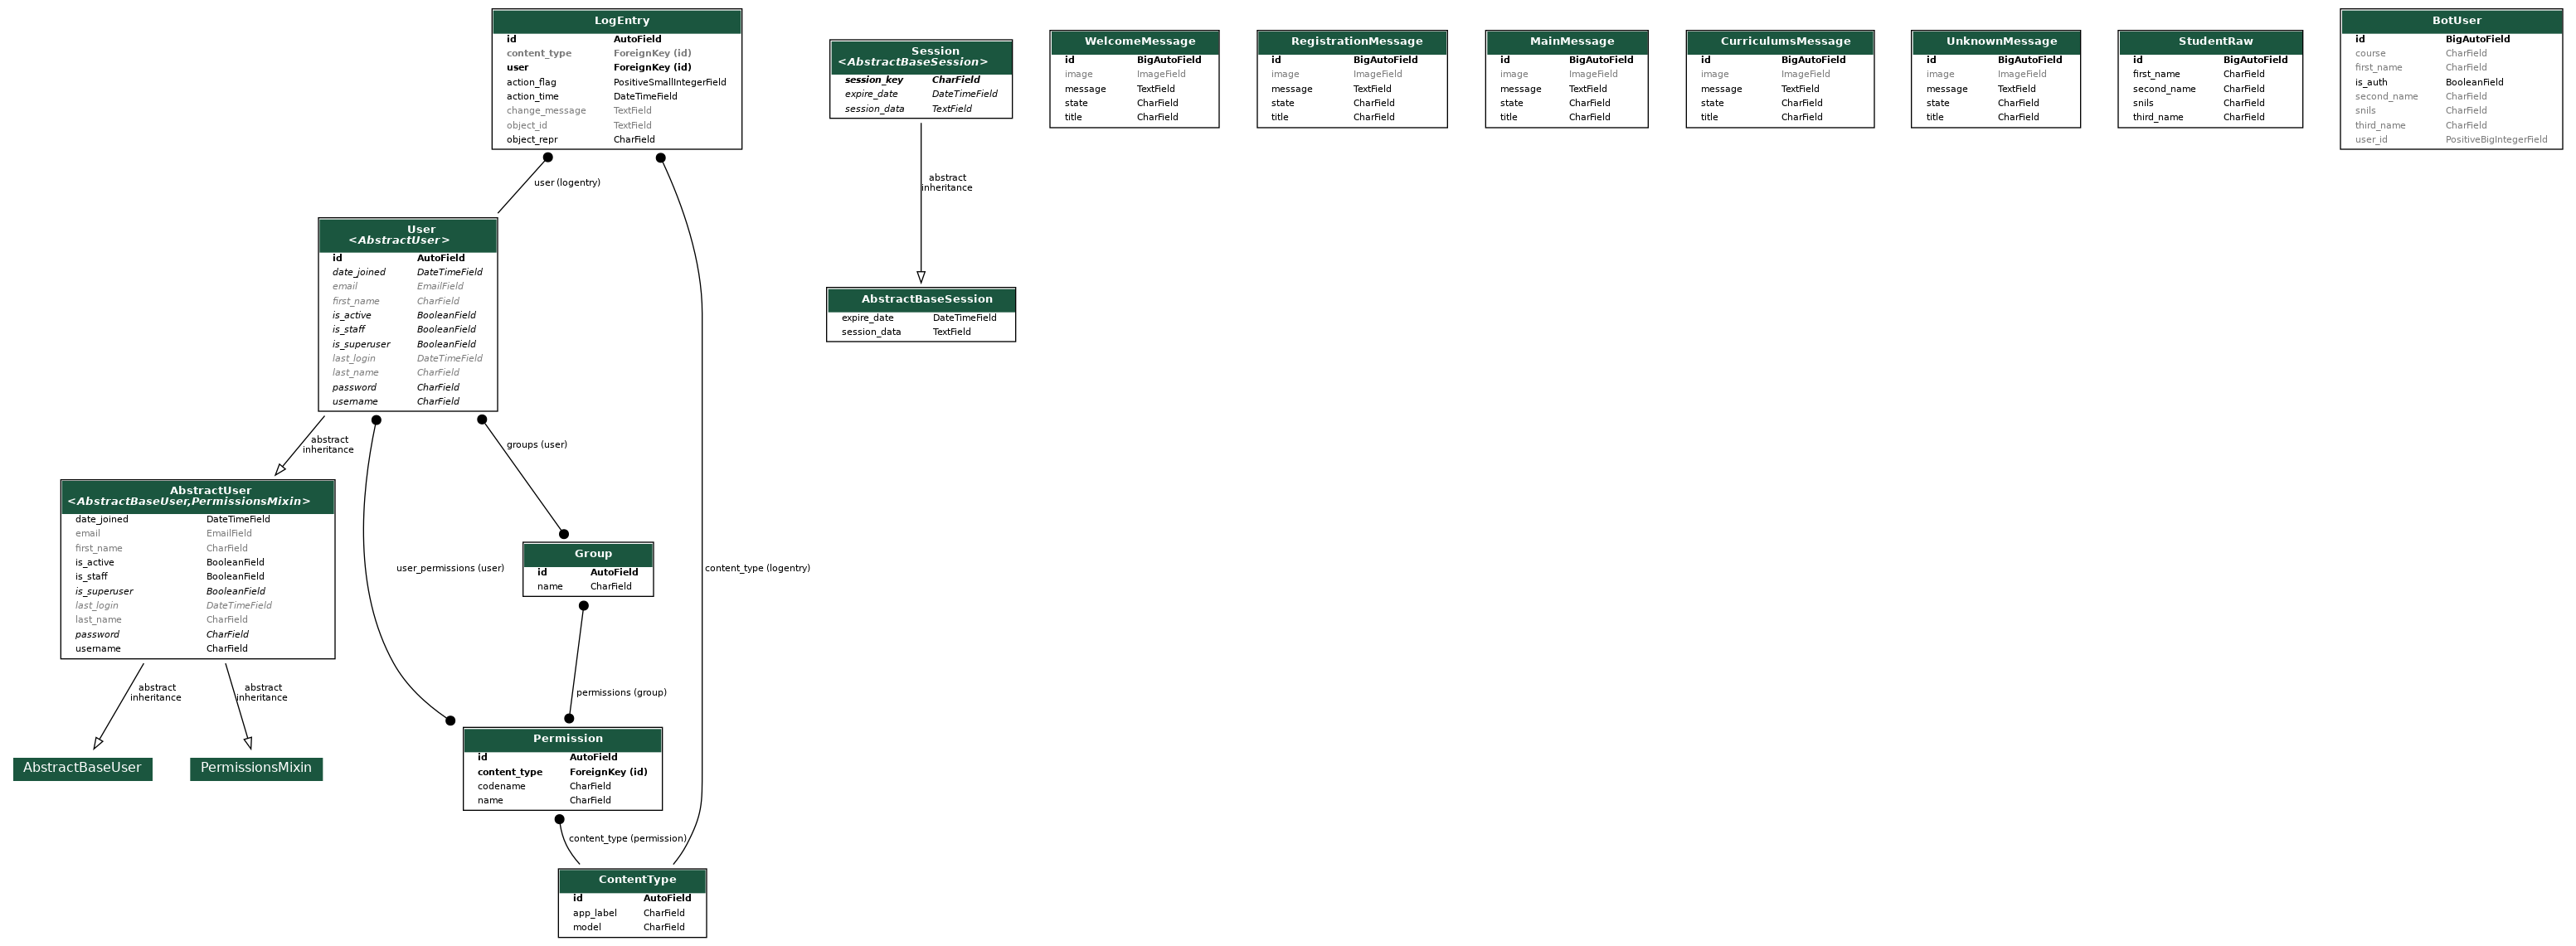 LogEntry
id AutoField
content_type ForeignKey (id)
user ForeignKey (id)
action_flag PositiveSmallIntegerField
action_time DateTimeField
change_message TextField
object_id TextField
object_repr CharField
user (logentry)
content_type (logentry)
User
<AbstractUser>
id AutoField
date_joined DateTimeField
email EmailField
first_name CharField
is_active BooleanField
is_staff BooleanField
is_superuser BooleanField
last_login DateTimeField
last_name CharField
password CharField
username CharField
abstract
inheritance
user_permissions (user)
groups (user)
AbstractUser
<AbstractBaseUser,PermissionsMixin>
date_joined DateTimeField
email EmailField
first_name CharField
is_active BooleanField
is_staff BooleanField
is_superuser BooleanField
last_login DateTimeField
last_name CharField
password CharField
username CharField
abstract
inheritance
abstract
inheritance
AbstractBaseUser
PermissionsMixin
Group
id AutoField
name CharField
permissions (group)
Permission
id AutoField
content_type ForeignKey (id)
codename CharField
name CharField
content_type (permission)
ContentType
id AutoField
app_label CharField
model CharField
Session
<AbstractBaseSession>
session_key CharField
expire_date DateTimeField
session_data TextField
abstract
inheritance
AbstractBaseSession
expire_date DateTimeField
session_data TextField
WelcomeMessage
id BigAutoField
image ImageField
message TextField
state CharField
title CharField
RegistrationMessage
id BigAutoField
image ImageField
message TextField
state CharField
title CharField
MainMessage
id BigAutoField
image ImageField
message TextField
state CharField
title CharField
CurriculumsMessage
id BigAutoField
image ImageField
message TextField
state CharField
title CharField
UnknownMessage
id BigAutoField
image ImageField
message TextField
state CharField
title CharField
StudentRaw
id BigAutoField
first_name CharField
second_name CharField
snils CharField
third_name CharField
BotUser
id BigAutoField
course CharField
first_name CharField
is_auth BooleanField
second_name CharField
snils CharField
third_name CharField
user_id PositiveBigIntegerField